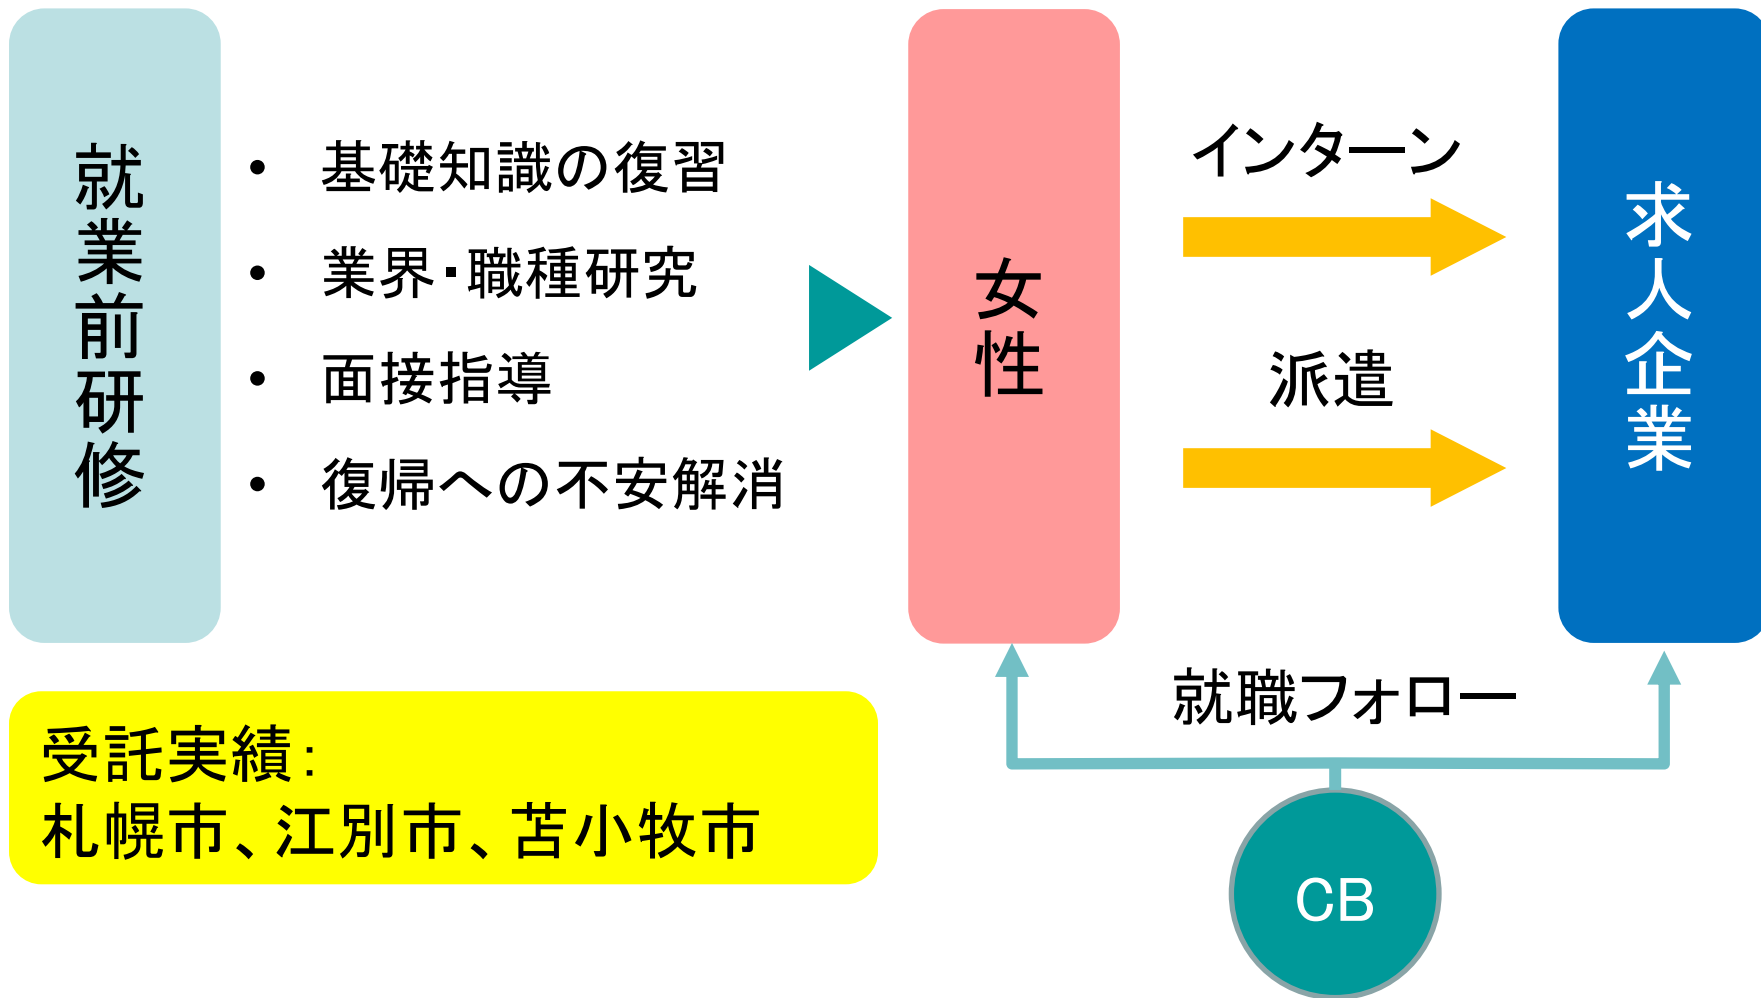 就業前研修
• 基礎知識の復習
• 業界・職種研究
• 面接指導
• 復帰への不安解消
女性
インターン
派遣
求人企業
就職フォロー
受託実績：
札幌市、江別市、苫小牧市
CB